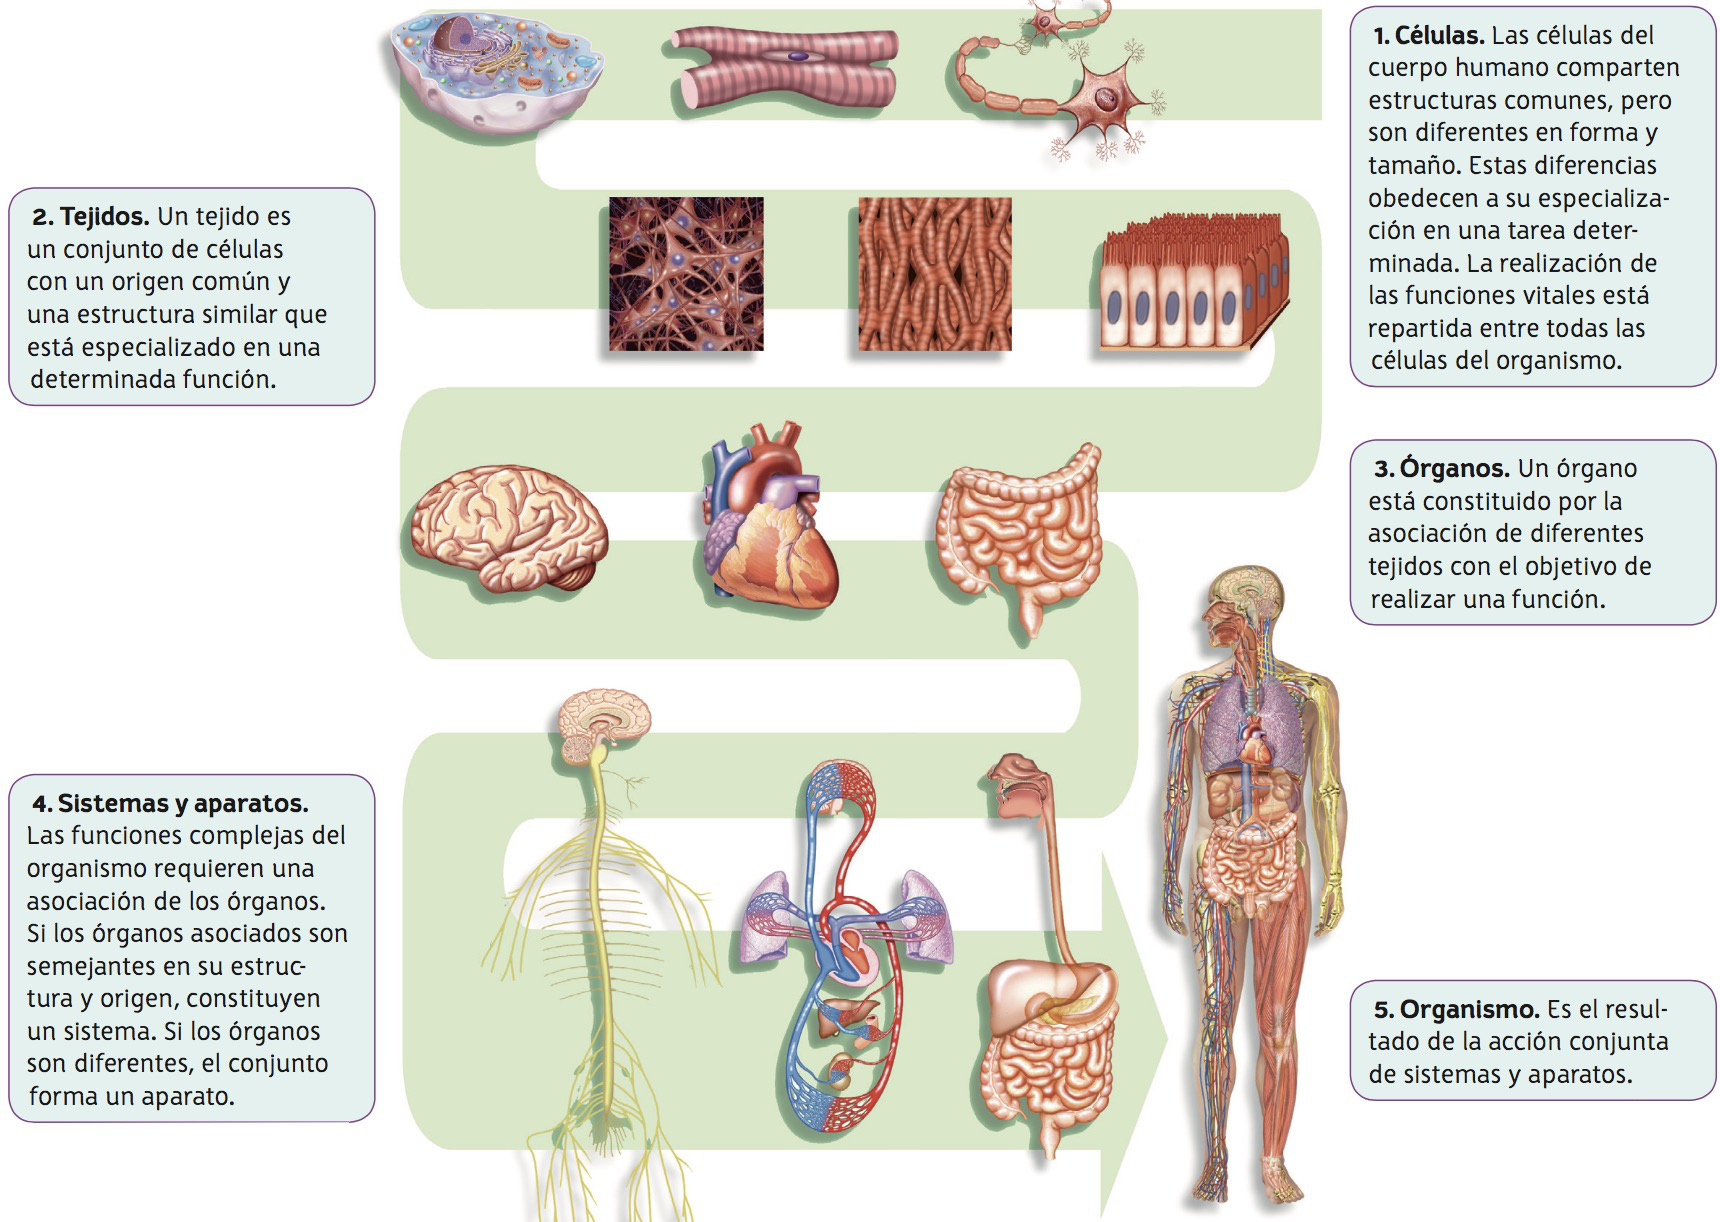 1. Células. Las células del
cuerpo humano comparten
estructuras comunes, pero
son diferentes en forma y
tamaño. Estas diferencias
obedecen a su especializa-
ción en una tarea deter-
minada. La realización de
las funciones vitales está
repartida entre todas las
células del organismo.
2. Tejidos. Un tejido es
un conjunto de células
con un origen común y
una estructura similar que
está especializado en una
determinada función.
3. Órganos. Un órgano
está constituido por la
asociación de diferentes
tejidos con el objetivo de
realizar una función.
4. Sistemas y aparatos.
Las funciones complejas del
organismo requieren una
asociación de los órganos.
Si los órganos asociados son
semejantes en su estruc-
tura y origen, constituyen
un sistema. Si los órganos
son diferentes, el conjunto
forma un aparato.
5. Organismo. Es el resul-
tado de la acción conjunta
de sistemas y aparatos.